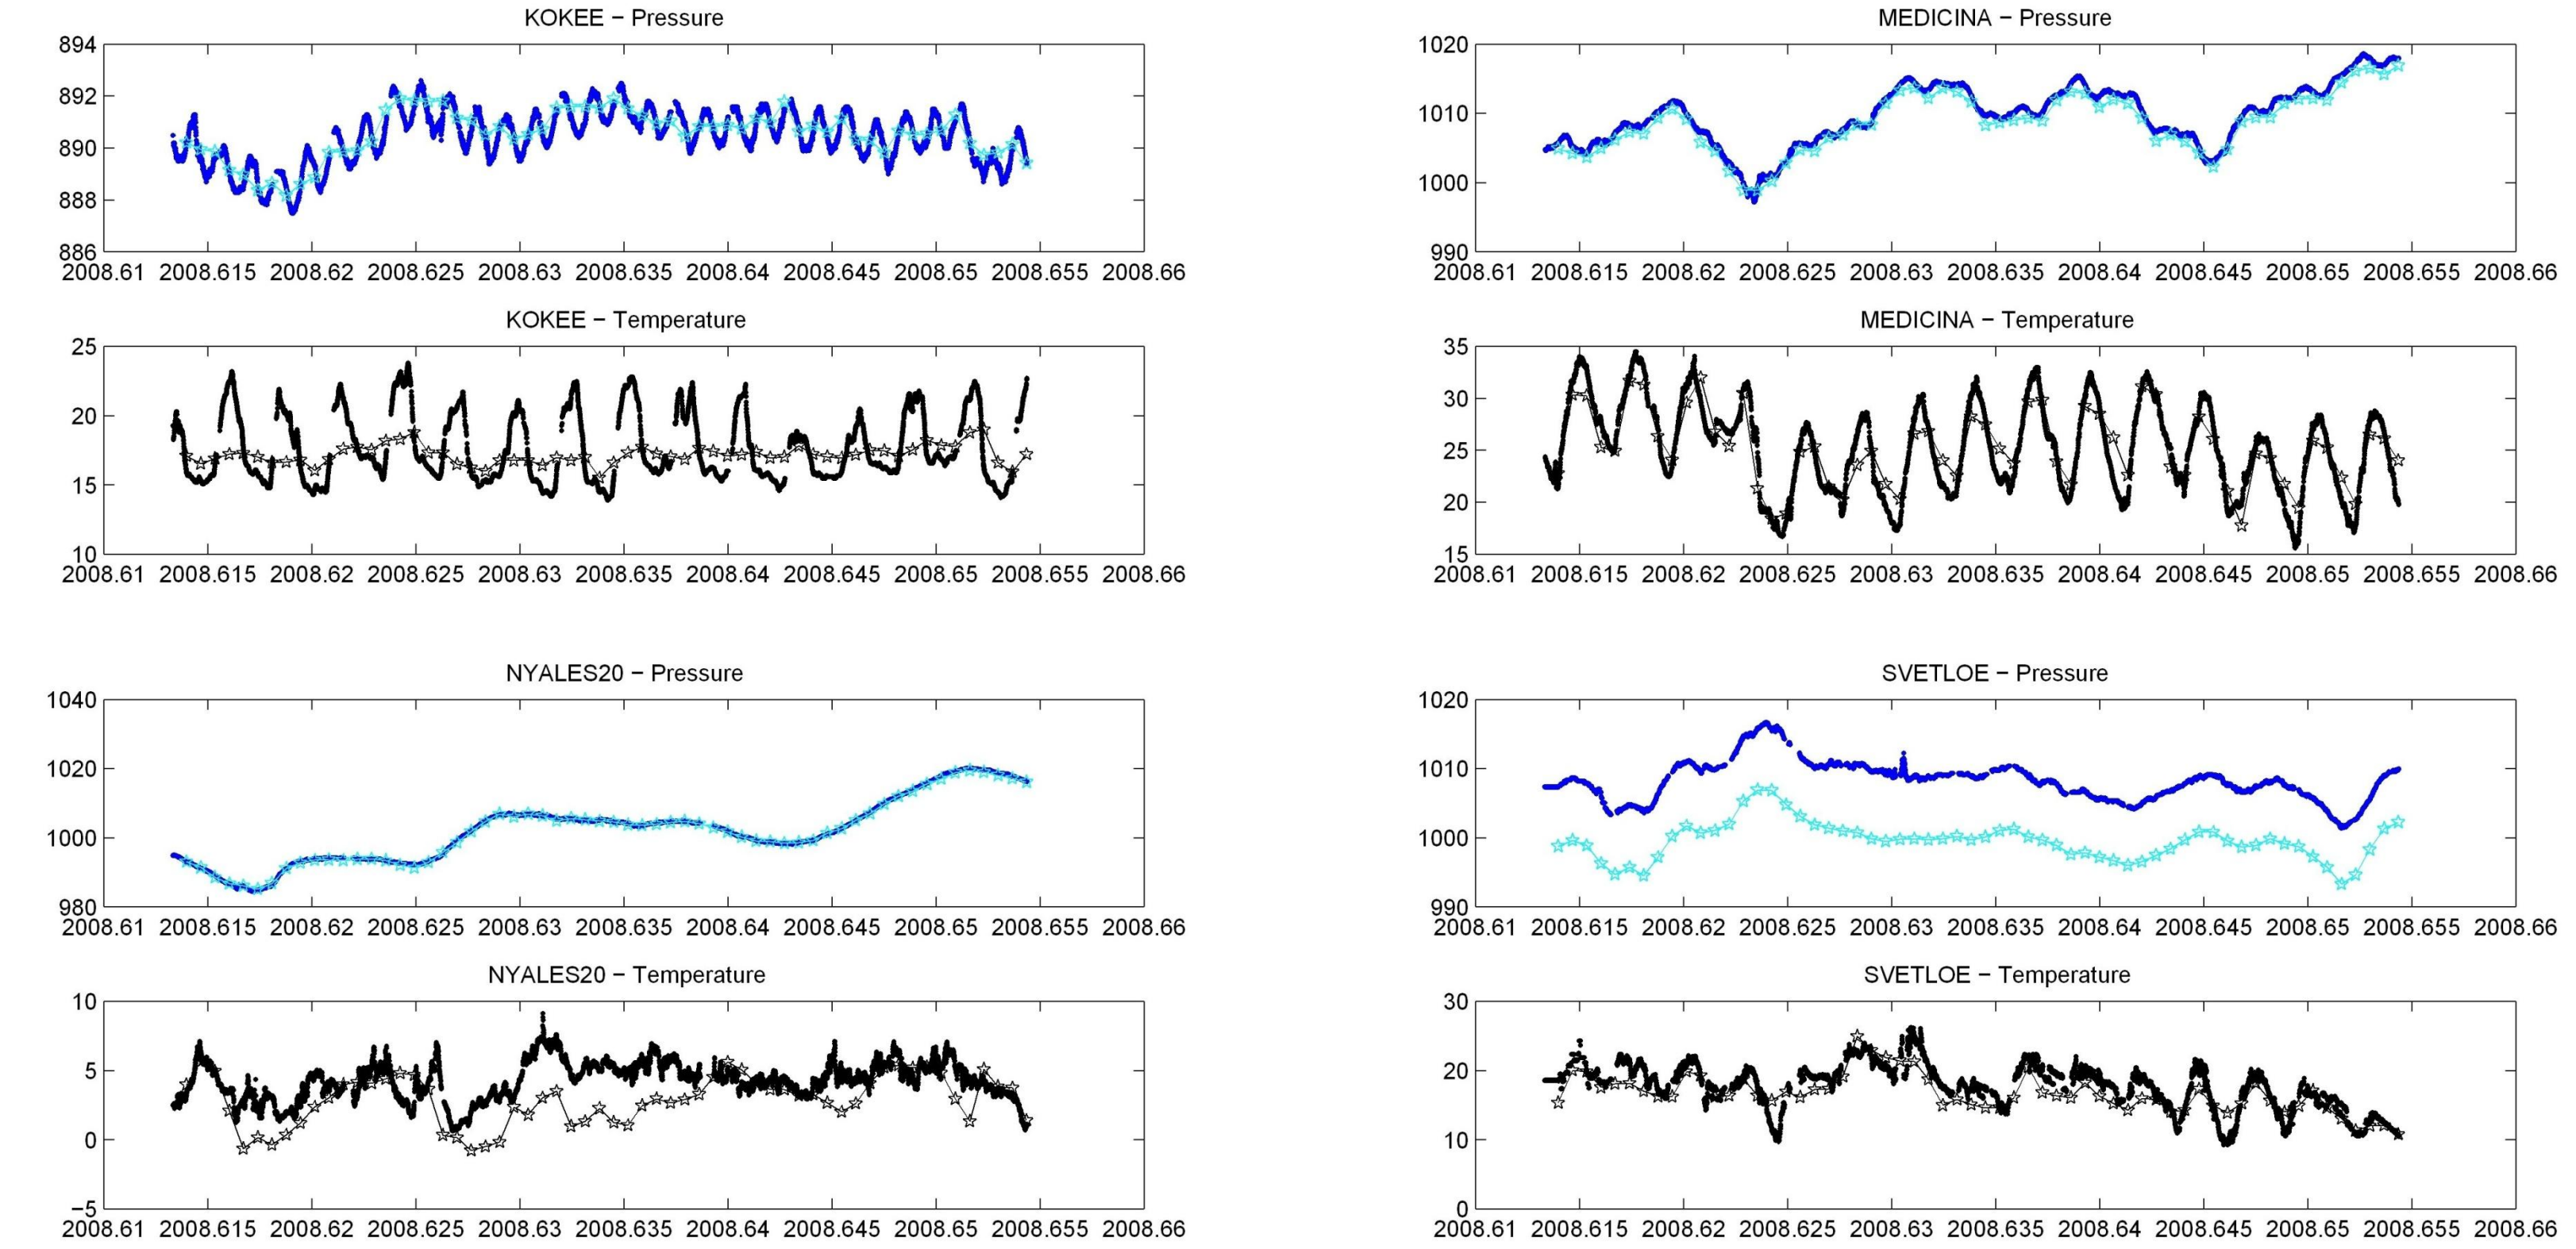 KOKEE − Pressure
894
892
890
888
886
2008.61 2008.615 2008.62 2008.625 2008.63 2008.635 2008.64 2008.645 2008.65 2008.655 2008.66
KOKEE − Temperature
25
20
15
10
2008.61 2008.615 2008.62 2008.625 2008.63 2008.635 2008.64 2008.645 2008.65 2008.655 2008.66
MEDICINA − Pressure
1020
1010
1000
990
2008.61 2008.615 2008.62 2008.625 2008.63 2008.635 2008.64 2008.645 2008.65 2008.655 2008.66
MEDICINA − Temperature
35
30
25
20
15
2008.61 2008.615 2008.62 2008.625 2008.63 2008.635 2008.64 2008.645 2008.65 2008.655 2008.66
NYALES20 − Pressure
1040
1020
1000
980
2008.61 2008.615 2008.62 2008.625 2008.63 2008.635 2008.64 2008.645 2008.65 2008.655 2008.66
NYALES20 − Temperature
10
5
0
−5
2008.61 2008.615 2008.62 2008.625 2008.63 2008.635 2008.64 2008.645 2008.65 2008.655 2008.66
SVETLOE − Pressure
1020
1010
1000
990
2008.61 2008.615 2008.62 2008.625 2008.63 2008.635 2008.64 2008.645 2008.65 2008.655 2008.66
SVETLOE − Temperature
30
20
10
0
2008.61 2008.615 2008.62 2008.625 2008.63 2008.635 2008.64 2008.645 2008.65 2008.655 2008.66